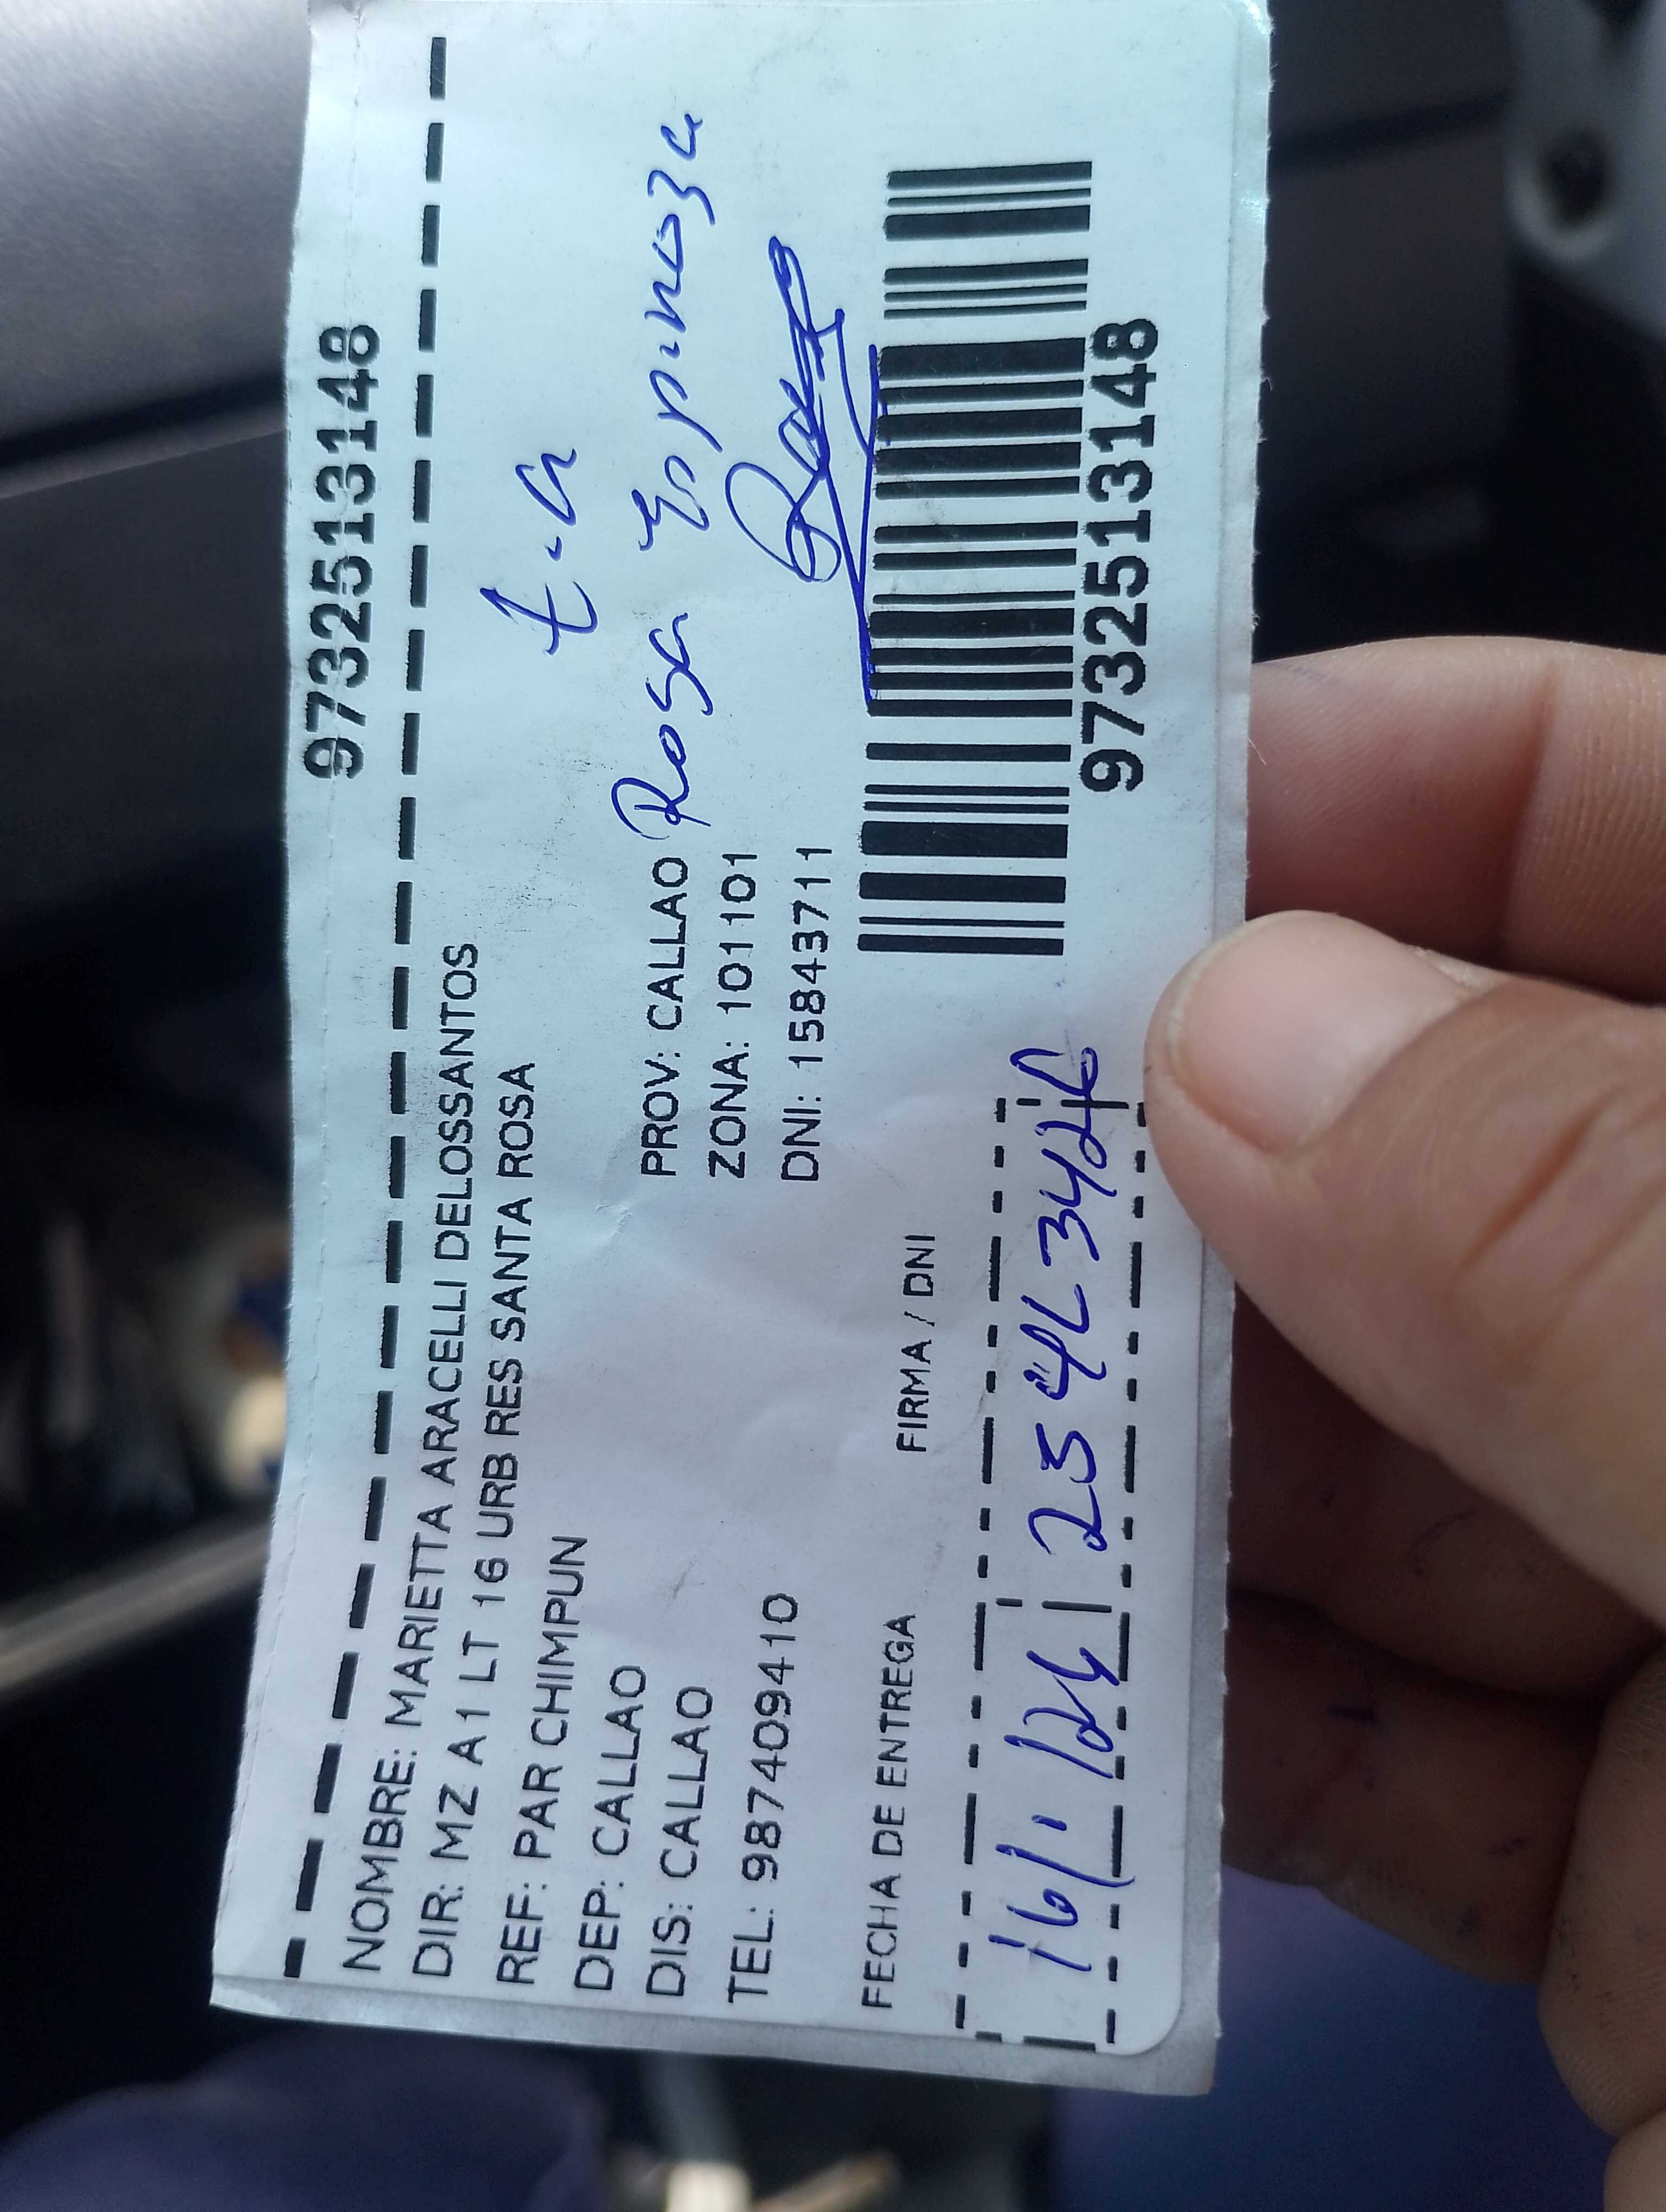 9732513148
NOMBRE: MARIETTA ARACELLI DELOSSANTOS
DIR: MZ A1 LT 16 URB RES SANTA ROSA
REF: PAR CHIMPUN
tia
DEP: CALLAO
PROV: CALLAO
Rosa Espinoza
DIS: CALLAO
ZONA: 101101
TEL: 987409410
DNI: 15843711
FECHA DE ENTREGA
FIRMA / DNI
16/1/24
9732513148